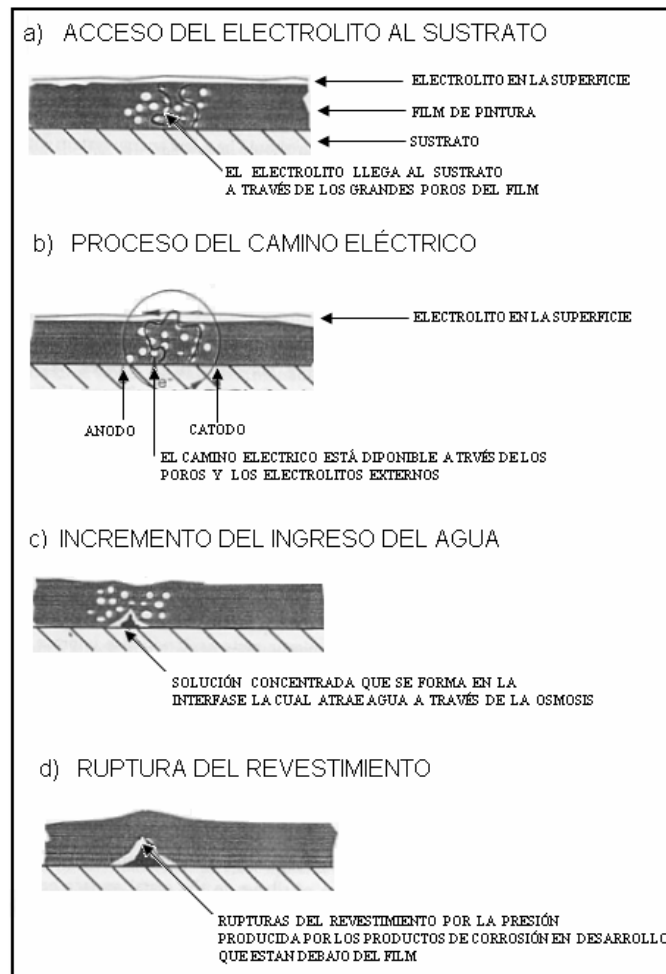 a) ACCESO DEL ELECTROLITO AL SUSTRATO
ELECTROLITO EN LA SUPERFICIE
FILM DE PINTURA
SUSTRATO
EL ELECTROLITO LLEGA AL SUSTRATO
A TRAVÉS DE LOS GRANDES POROS DEL FILM
b) PROCESO DEL CAMINO ELÉCTRICO
ELECTROLITO EN LA SUPERFICIE
e⁻
ANODO
CATODO
EL CAMINO ELECTRICO ESTÁ DIPONIBLE A TRVÉS DE LOS
POROS Y LOS ELECTROLITOS EXTERNOS
c) INCREMENTO DEL INGRESO DEL AGUA
SOLUCIÓN CONCENTRADA QUE SE FORMA EN LA
INTERFASE LA CUAL ATRAE AGUA A TRAVÉS DE LA OSMOSIS
d) RUPTURA DEL REVESTIMIENTO
RUPTURAS DEL REVESTIMIENTO POR LA PRESIÓN
PRODUCIDA POR LOS PRODUCTOS DE CORROSIÓN EN DESARROLLO
QUE ESTAN DEBAJO DEL FILM